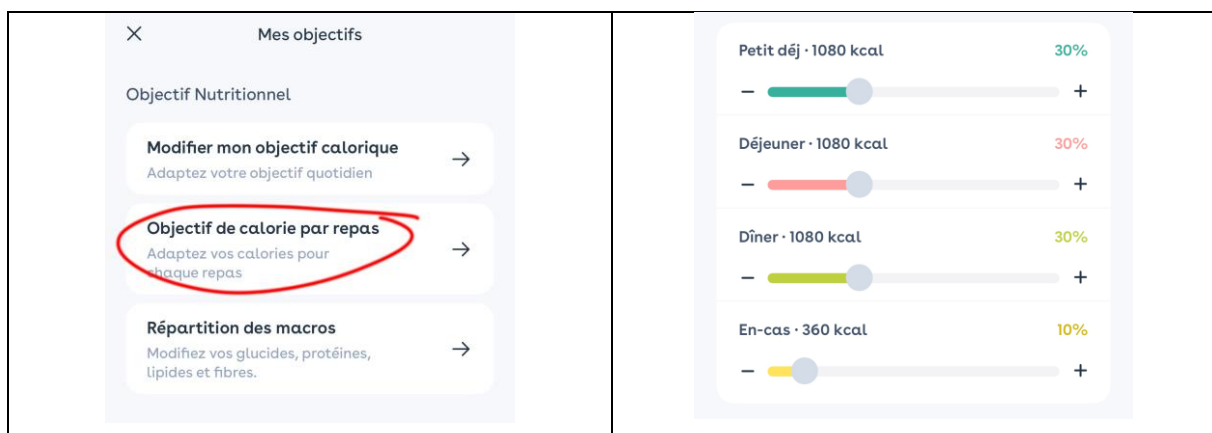 Mes objectifs
Objectif Nutritionnel
Modifier mon objectif calorique
Adaptez votre objectif quotidien
Objectif de calorie par repas
Adaptez vos calories pour
chaque repas
Répartition des macros
Modifiez vos glucides, protéines,
lipides et fibres.
Petit déj · 1080 kcal 30%
Déjeuner · 1080 kcal 30%
Dîner · 1080 kcal 30%
En-cas · 360 kcal 10%